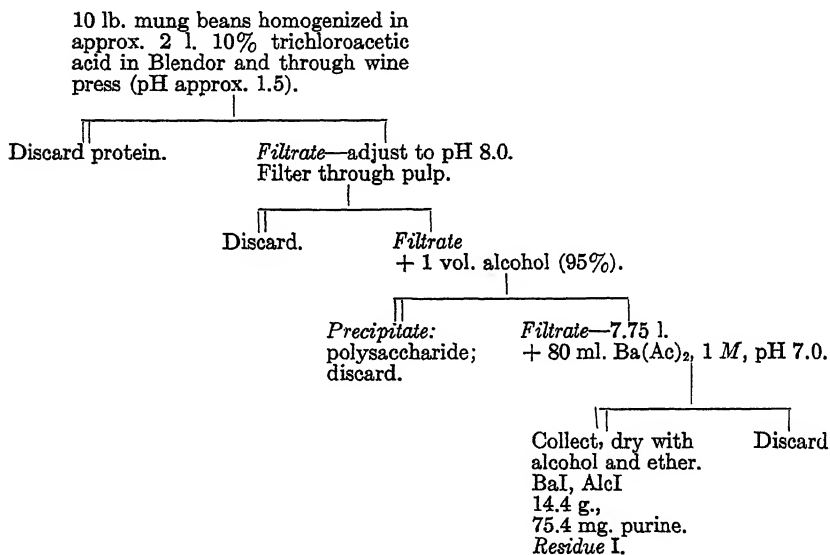 10 lb. mung beans homogenized in
approx. 2 l. 10% trichloroacetic
acid in Blendor and through wine
press (pH approx. 1.5).
Discard protein.
Filtrate—adjust to pH 8.0.
Filter through pulp.
Discard.
Filtrate
+ 1 vol. alcohol (95%).
Precipitate:
polysaccharide;
discard.
Filtrate—7.75 l.
+ 80 ml. Ba(Ac)₂, 1 M, pH 7.0.
Collect, dry with
alcohol and ether.
BaI, AlcI
14.4 g.,
75.4 mg. purine.
Residue I.
Discard